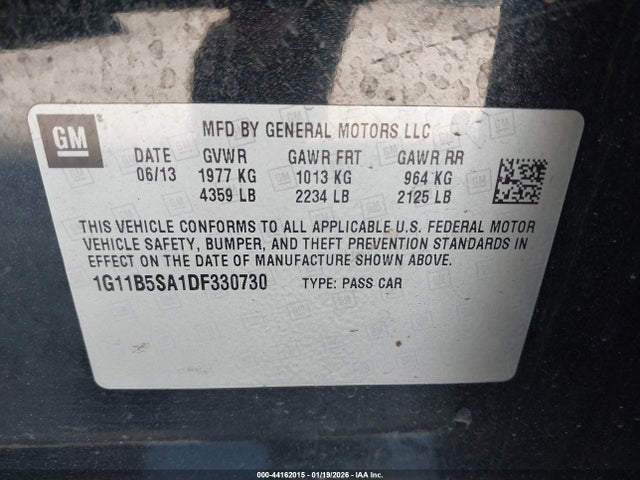 GM
MFD BY GENERAL MOTORS LLC
DATE GVWR GAWR FRT GAWR RR
06/13 1977 KG 1013 KG 964 KG
4359 LB 2234 LB 2125 LB
THIS VEHICLE CONFORMS TO ALL APPLICABLE U.S. FEDERAL MOTOR
VEHICLE SAFETY, BUMPER, AND THEFT PREVENTION STANDARDS IN
EFFECT ON THE DATE OF MANUFACTURE SHOWN ABOVE.
1G11B5SA1DF330730 TYPE: PASS CAR
000-44162015 - 01/19/2026 - IAA Inc.